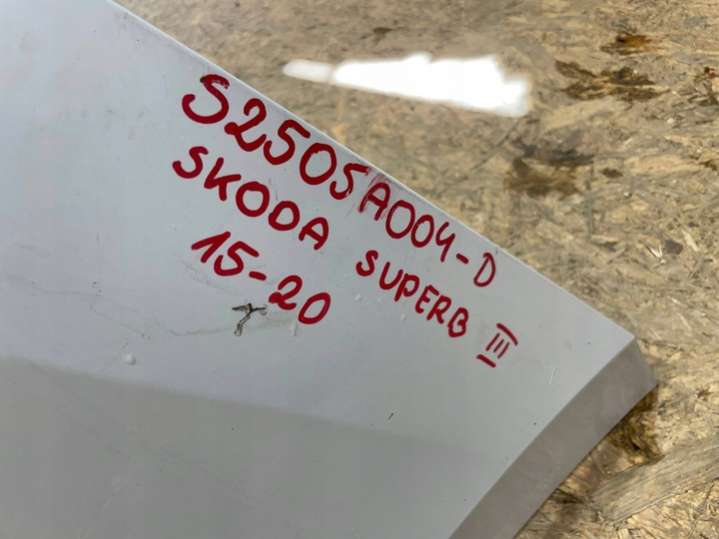 S2505A004-D
SKODA SUPERB III
15-20